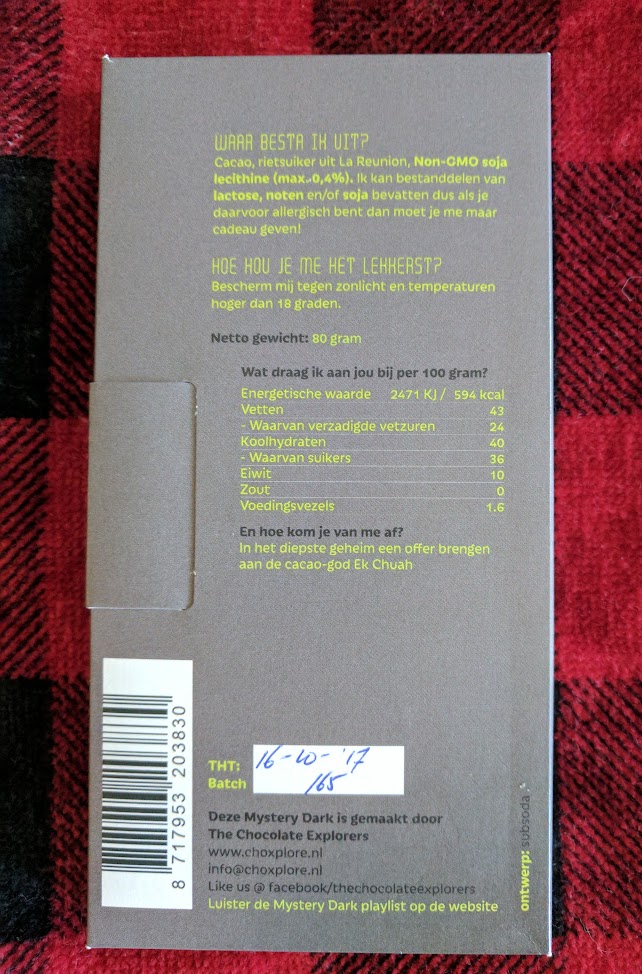 WAAR BESTA IK UIT?
Cacao, rietsuiker uit La Reunion, Non-GMO soja
lecithine (max..0,4%). Ik kan bestanddelen van
lactose, noten en/of soja bevatten dus als je
daarvoor allergisch bent dan moet je me maar
cadeau geven!
HOE HOU JE ME HET LEKKERST?
Bescherm mij tegen zonlicht en temperaturen
hoger dan 18 graden.
Netto gewicht: 80 gram
Wat draag ik aan jou bij per 100 gram?
Energetische waarde 2471 KJ / 594 kcal
Vetten 43
- Waarvan verzadigde vetzuren 24
Koolhydraten 40
- Waarvan suikers 36
Eiwit 10
Zout 0
Voedingsvezels 1.6
En hoe kom je van me af?
In het diepste geheim een offer brengen
aan de cacao-god Ek Chuah
THT: 16-10-'17
Batch 165
Deze Mystery Dark is gemaakt door
The Chocolate Explorers
www.choxplore.nl
info@choxplore.nl
Like us @ facebook/thechocolateexplorers
Luister de Mystery Dark playlist op de website
8 717953 203830
ontwerp: subsoda